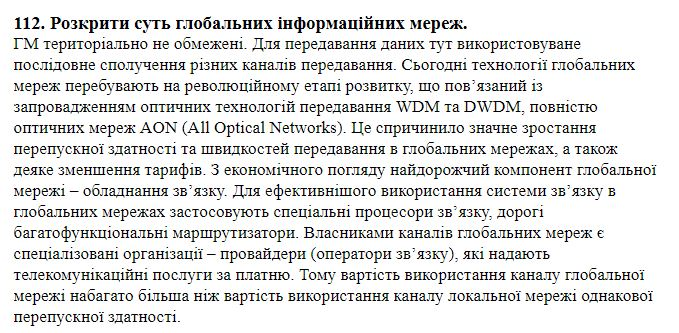 112. Розкрити суть глобальних інформаційних мереж.
ГМ територіально не обмежені. Для передавання даних тут використовуване
послідовне сполучення різних каналів передавання. Сьогодні технології глобальних
мереж перебувають на революційному етапі розвитку, що пов’язаний із
запровадженням оптичних технологій передавання WDM та DWDM, повністю
оптичних мереж AON (All Optical Networks). Це спричинило значне зростання
перепускної здатності та швидкостей передавання в глобальних мережах, а також
деяке зменшення тарифів. З економічного погляду найдорожчий компонент глобальної
мережі – обладнання зв’язку. Для ефективнішого використання системи зв’язку в
глобальних мережах застосовують спеціальні процесори зв’язку, дорогі
багатофункціональні маршрутизатори. Власниками каналів глобальних мереж є
спеціалізовані організації – провайдери (оператори зв’язку), які надають
телекомунікаційні послуги за платню. Тому вартість використання каналу глобальної
мережі набагато більша ніж вартість використання каналу локальної мережі однакової
перепускної здатності.